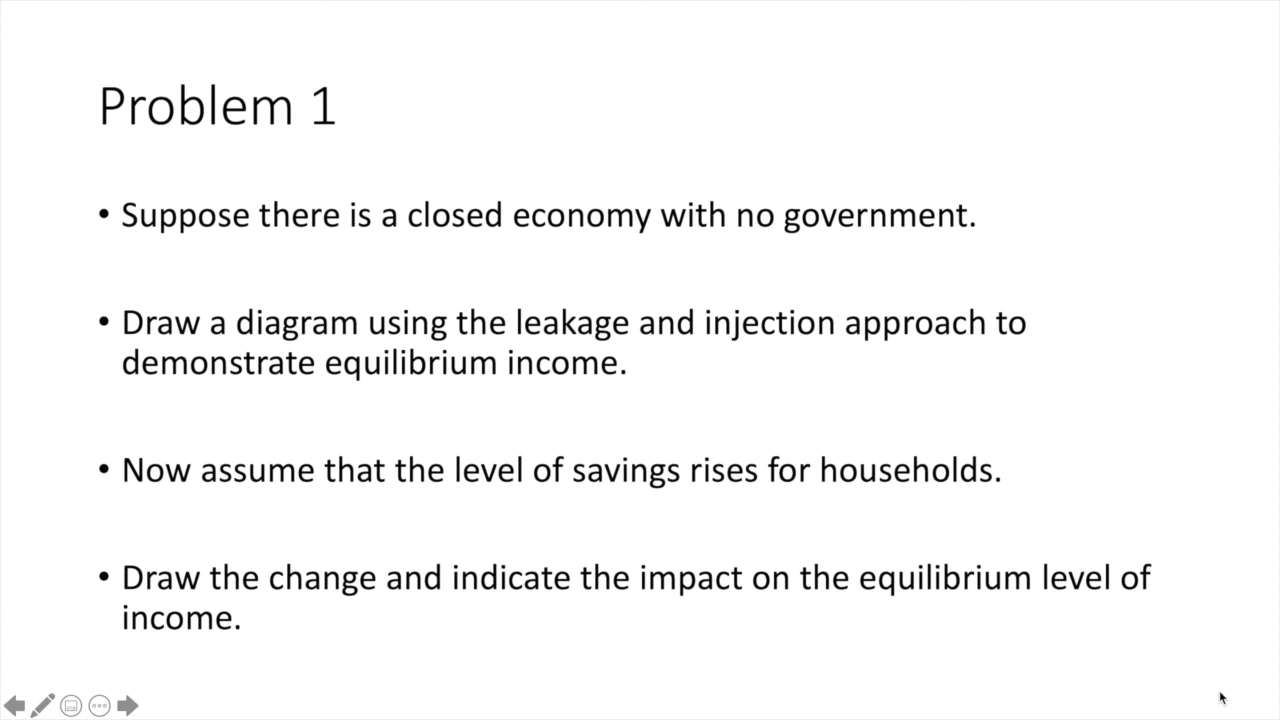 Problem 1
• Suppose there is a closed economy with no government.
• Draw a diagram using the leakage and injection approach to
demonstrate equilibrium income.
• Now assume that the level of savings rises for households.
• Draw the change and indicate the impact on the equilibrium level of
income.